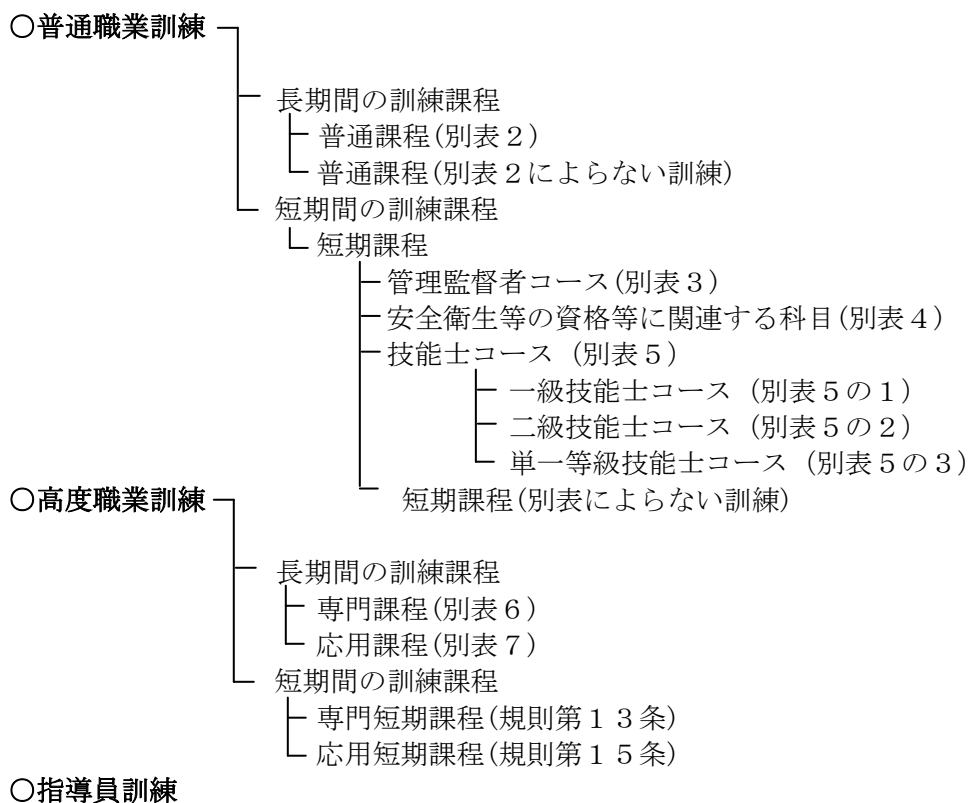 ○普通職業訓練
長期間の訓練課程
普通課程(別表２)
普通課程(別表２によらない訓練)
短期間の訓練課程
短期課程
管理監督者コース(別表３)
安全衛生等の資格等に関連する科目(別表４)
技能士コース (別表５)
一級技能士コース (別表５の１)
二級技能士コース (別表５の２)
単一等級技能士コース (別表５の３)
短期課程(別表によらない訓練)
○高度職業訓練
長期間の訓練課程
専門課程(別表６)
応用課程(別表７)
短期間の訓練課程
専門短期課程(規則第１３条)
応用短期課程(規則第１５条)
○指導員訓練